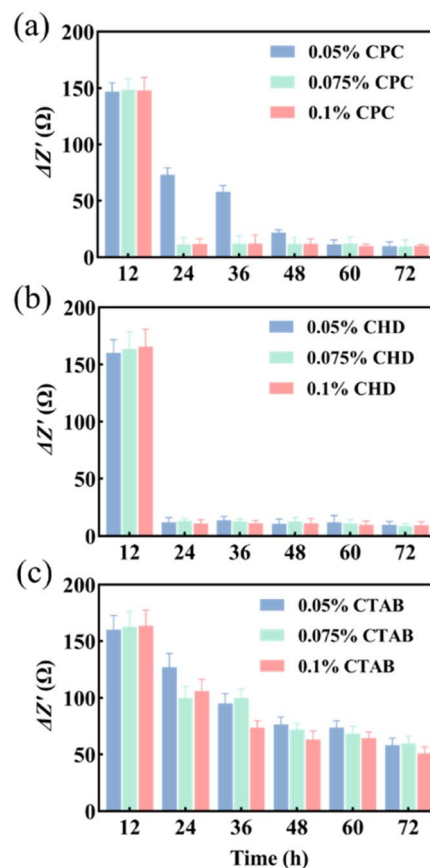 (a)
200
150
100
50
0
ΔZ' (Ω)
0.05% CPC
0.075% CPC
0.1% CPC
12 24 36 48 60 72
(b)
200
150
100
50
0
ΔZ' (Ω)
0.05% CHD
0.075% CHD
0.1% CHD
12 24 36 48 60 72
(c)
200
150
100
50
0
ΔZ' (Ω)
0.05% CTAB
0.075% CTAB
0.1% CTAB
12 24 36 48 60 72
Time (h)